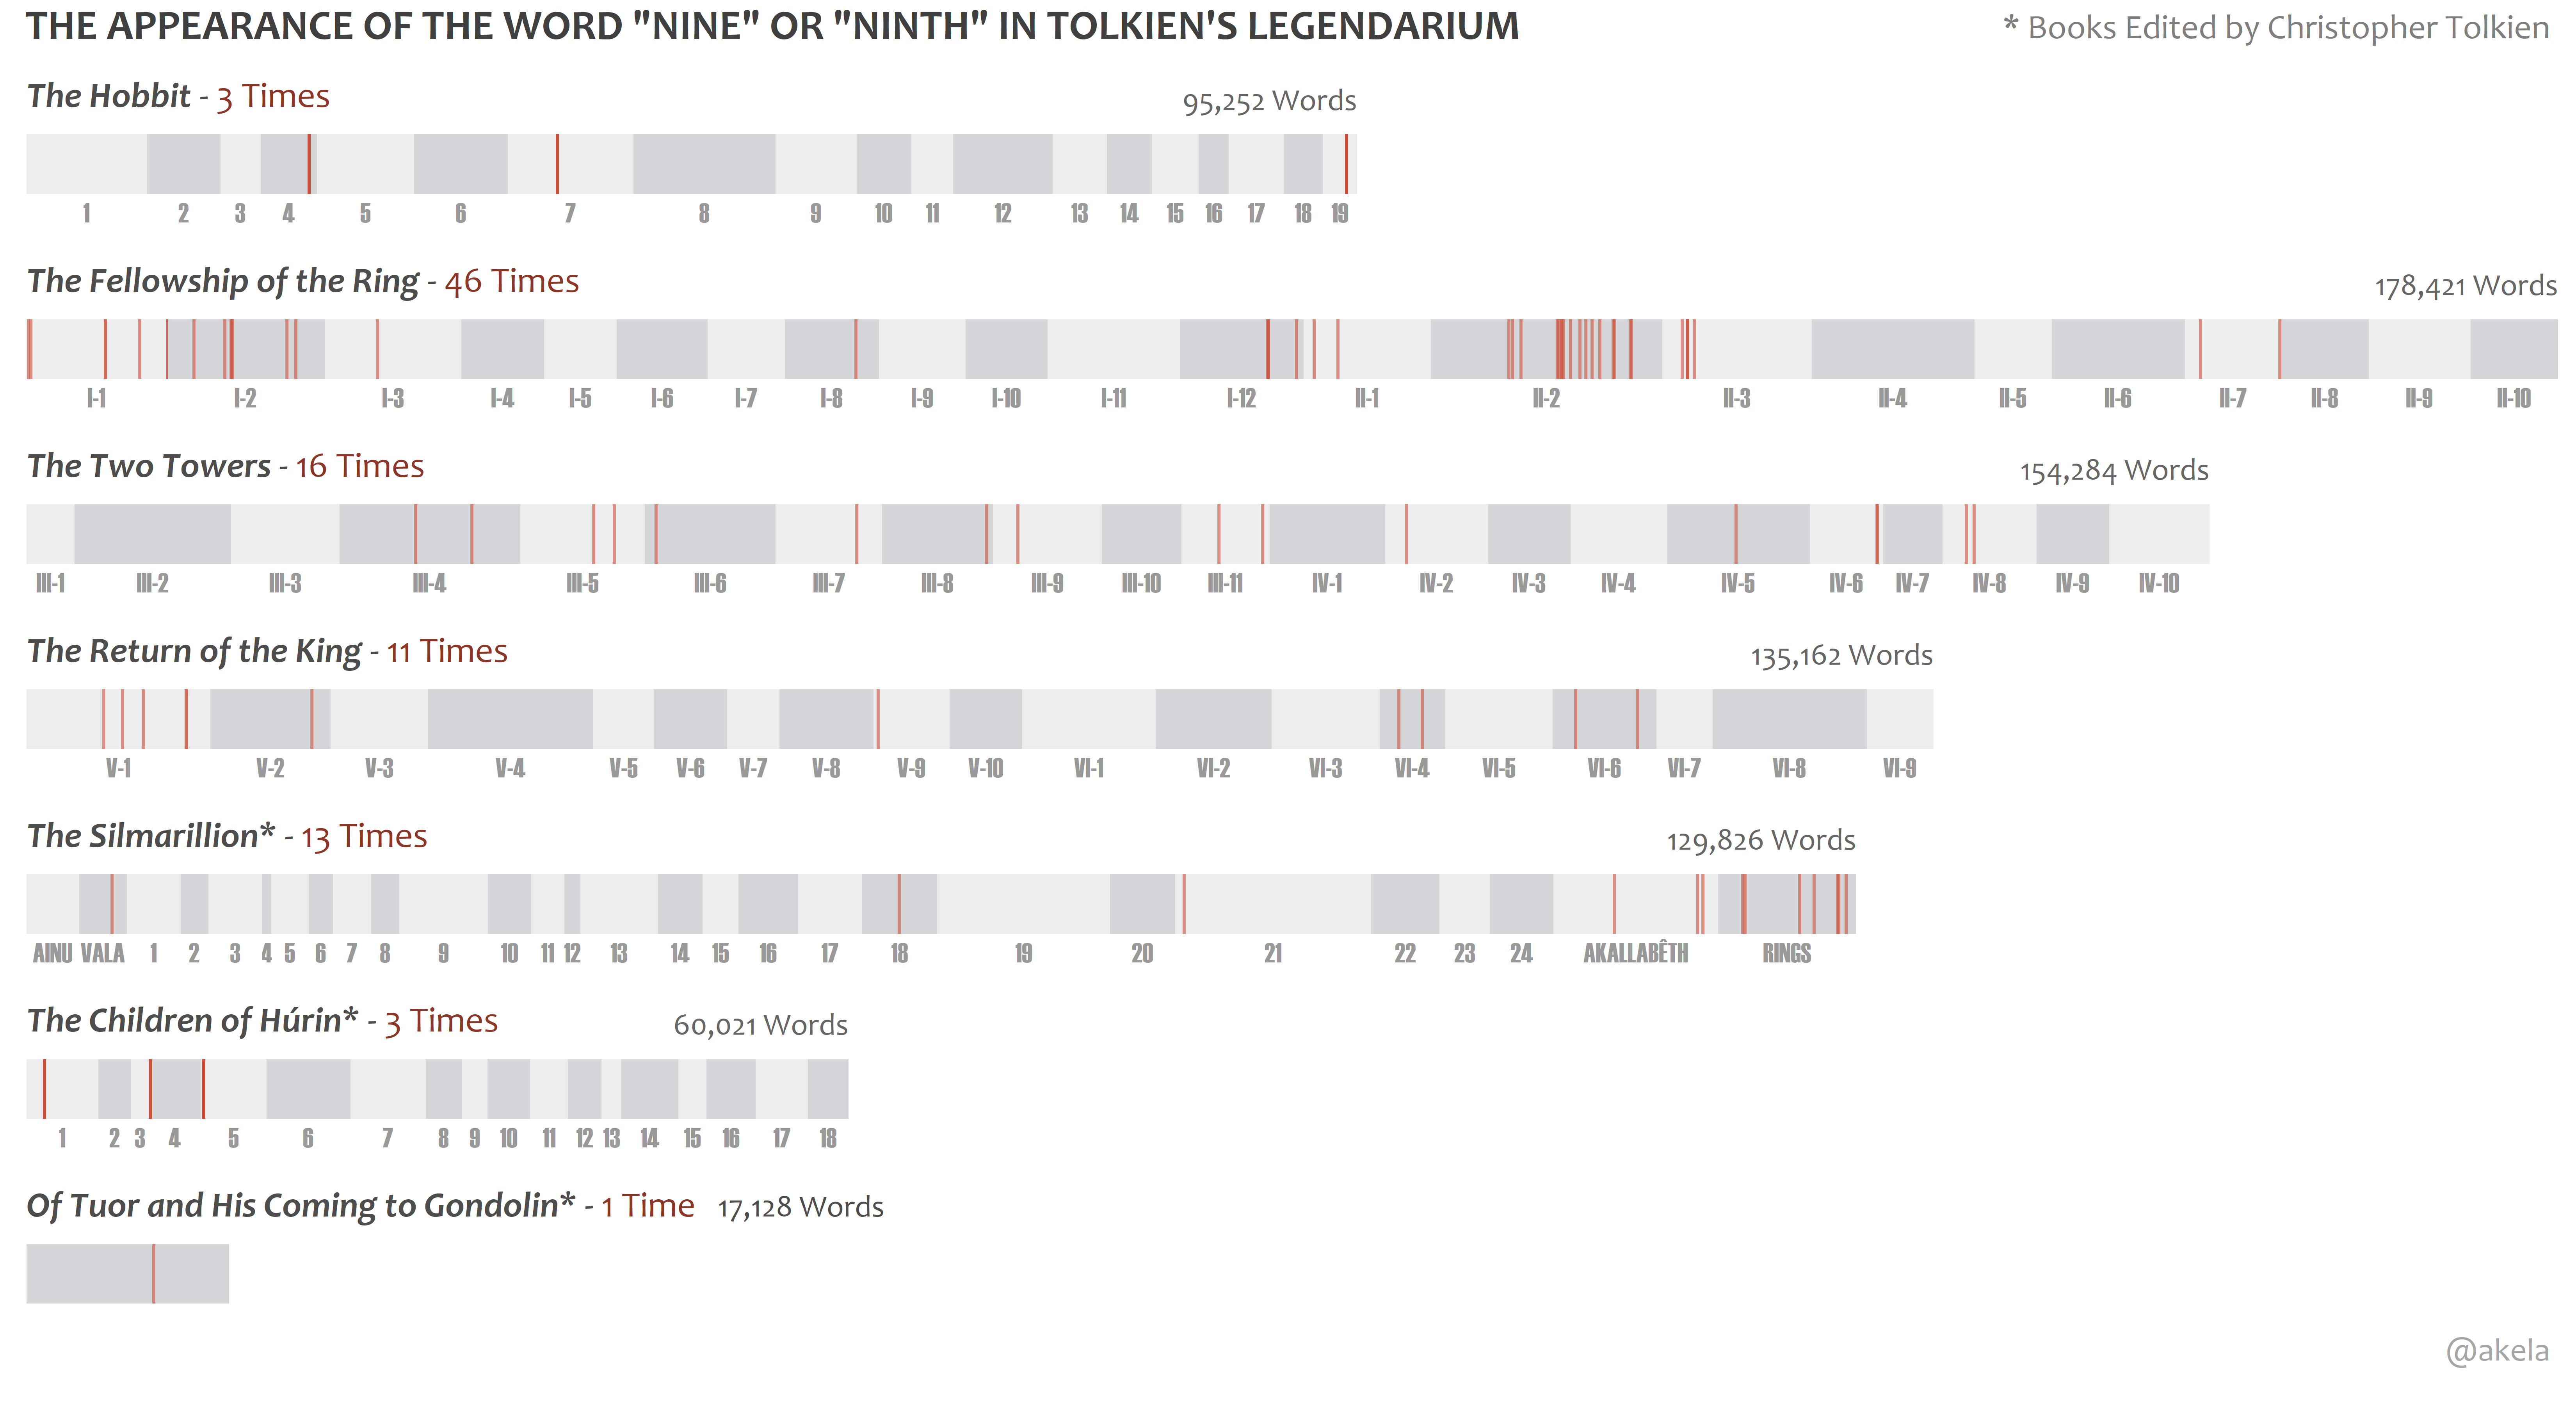 THE APPEARANCE OF THE WORD "NINE" OR "NINTH" IN TOLKIEN'S LEGENDARIUM
* Books Edited by Christopher Tolkien
The Hobbit - 3 Times
95,252 Words
1 2 3 4 5 6 7 8 9 10 11 12 13 14 15 16 17 18 19
The Fellowship of the Ring - 46 Times
178,421 Words
I-1 I-2 I-3 I-4 I-5 I-6 I-7 I-8 I-9 I-10 I-11 I-12 II-1 II-2 II-3 II-4 II-5 II-6 II-7 II-8 II-9 II-10
The Two Towers - 16 Times
154,284 Words
III-1 III-2 III-3 III-4 III-5 III-6 III-7 III-8 III-9 III-10 III-11 IV-1 IV-2 IV-3 IV-4 IV-5 IV-6 IV-7 IV-8 IV-9 IV-10
The Return of the King - 11 Times
135,162 Words
V-1 V-2 V-3 V-4 V-5 V-6 V-7 V-8 V-9 V-10 VI-1 VI-2 VI-3 VI-4 VI-5 VI-6 VI-7 VI-8 VI-9
The Silmarillion* - 13 Times
129,826 Words
AINU VALA 1 2 3 4 5 6 7 8 9 10 11 12 13 14 15 16 17 18 19 20 21 22 23 24 AKALLABÊTH RINGS
The Children of Húrin* - 3 Times
60,021 Words
1 2 3 4 5 6 7 8 9 10 11 12 13 14 15 16 17 18
Of Tuor and His Coming to Gondolin* - 1 Time
17,128 Words
@akela